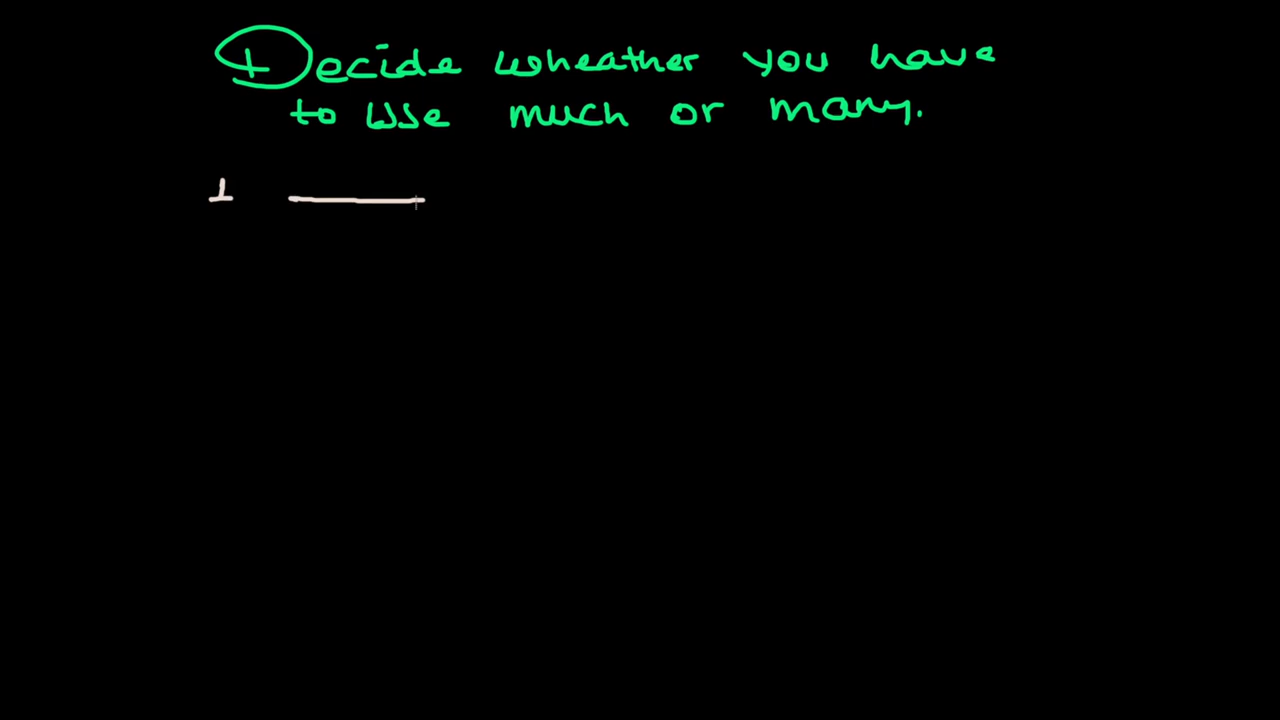 1 Decide wheather you have
to use much or many.
1 ______